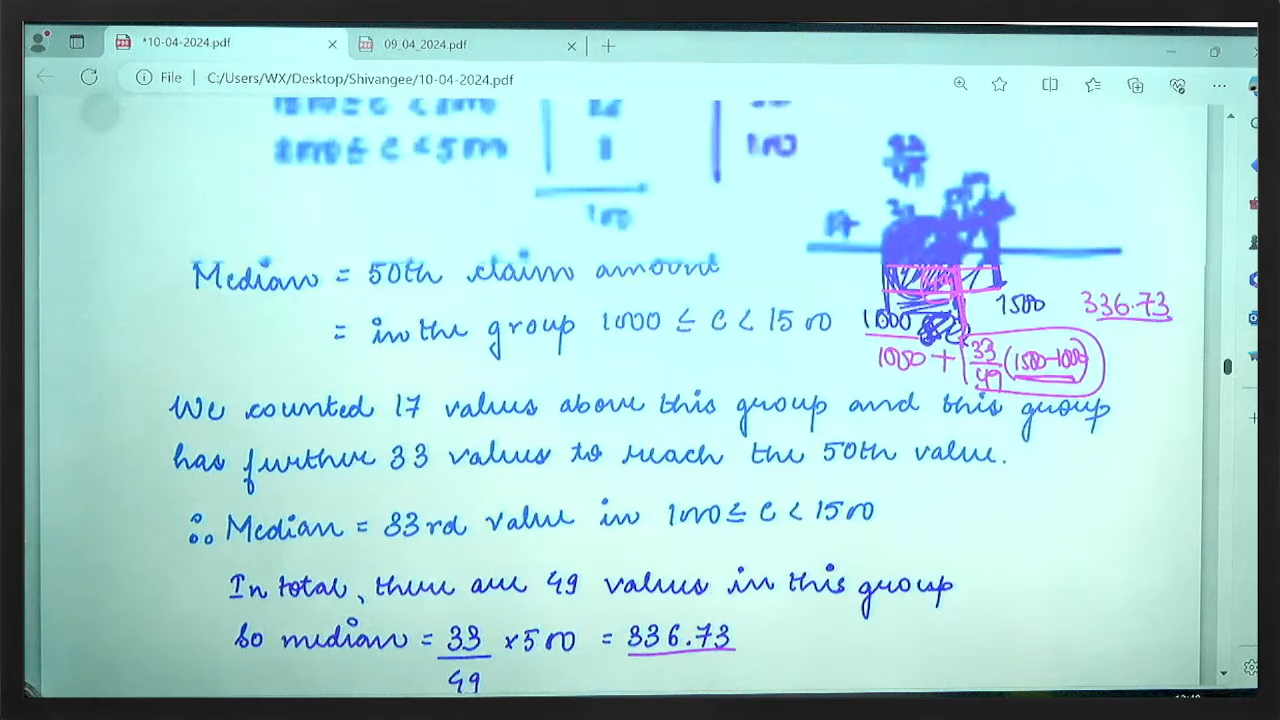 *10-04-2024.pdf
09_04_2024.pdf
File | C:/Users/WX/Desktop/Shivangee/10-04-2024.pdf
≤ C < 5m 100
100
Median = 50th claim amount
1500 336.73
= in the group 1000 ≤ C < 1500 1000
1000 + 33/49 (1500-1000)
We counted 17 values above this group and this group
has further 33 values to reach the 50th value.
∴ Median = 33rd value in 1000 ≤ C < 1500
In total, there are 49 values in this group
So median = 33/49 x 500 = 336.73